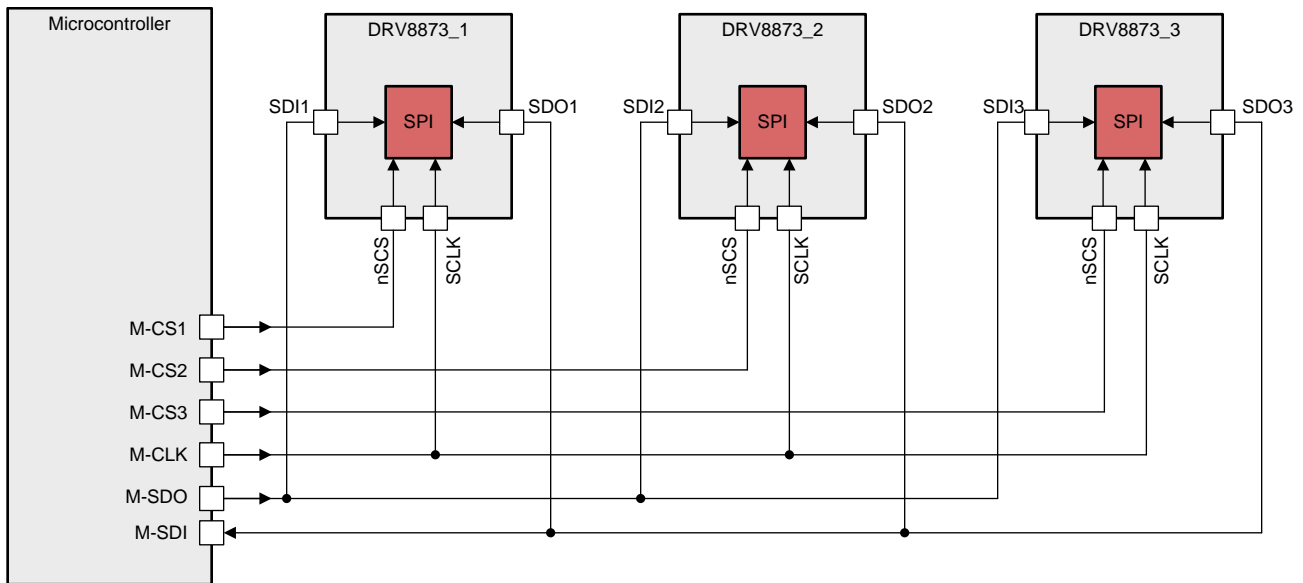 Microcontroller
DRV8873_1
DRV8873_2
DRV8873_3
SDI1
SPI
SDO1
SDI2
SPI
SDO2
SDI3
SPI
SDO3
nSCS
SCLK
nSCS
SCLK
nSCS
SCLK
M-CS1
M-CS2
M-CS3
M-CLK
M-SDO
M-SDI